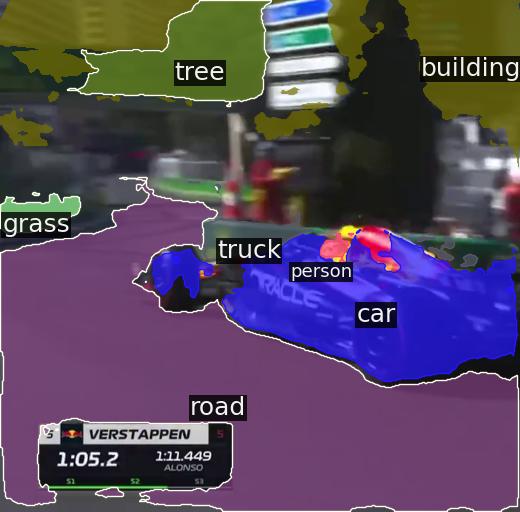 tree
building
grass
truck
person
ORACLE
car
road
5 VERSTAPPEN 5
1:05.2 1:11.449
ALONSO
S1 S2 S3